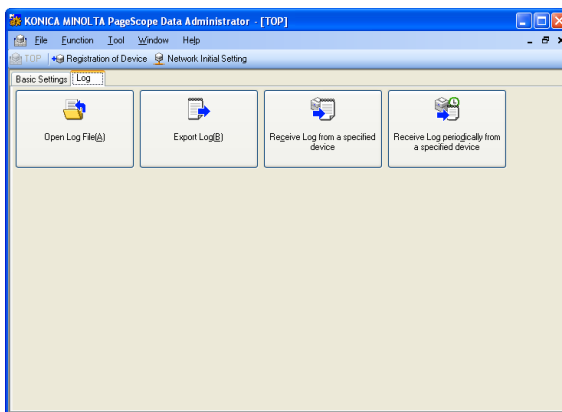 KONICA MINOLTA PageScope Data Administrator - [TOP]
File Function Tool Window Help
TOP Registration of Device Network Initial Setting
Basic Settings Log
Open Log File(A)
Export Log(B)
Receive Log from a specified
device
Receive Log periodically from
a specified device